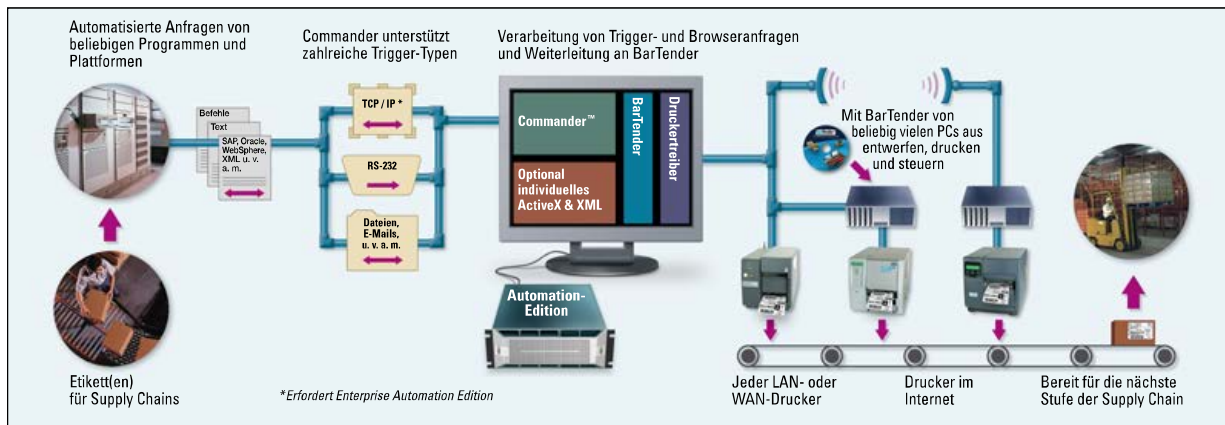 Automatisierte Anfragen von
beliebigen Programmen und
Plattformen
Commander unterstützt
zahlreiche Trigger-Typen
Verarbeitung von Trigger- und Browseranfragen
und Weiterleitung an BarTender
Befehle
Text
SAP, Oracle,
WebSphere,
XML u. v.
a. m.
TCP / IP *
RS-232
Dateien,
E-Mails,
u. v. a. m.
Commander™
Optional
individuelles
ActiveX & XML
BarTender
Druckertreiber
Automation-
Edition
Mit BarTender von
beliebig vielen PCs aus
entwerfen, drucken
und steuern
Etikett(en)
für Supply Chains
*Erfordert Enterprise Automation Edition
Jeder LAN- oder
WAN-Drucker
Drucker im
Internet
Bereit für die nächste
Stufe der Supply Chain